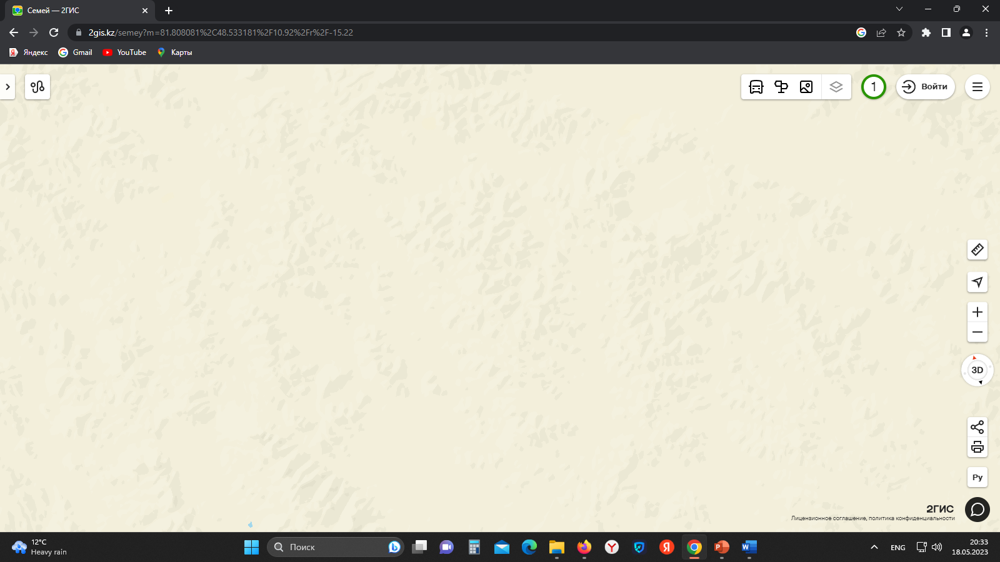 Семей — 2ГИС
2gis.kz/semey?m=81.808081%2C48.533181%2F10.92%2Fr%2F-15.22
Яндекс
Gmail
YouTube
Карты
1
Войти
3D
Ру
2ГИС
Лицензионное соглашение, политика конфиденциальности
12°C
Heavy rain
Поиск
ENG
20:33
18.05.2023